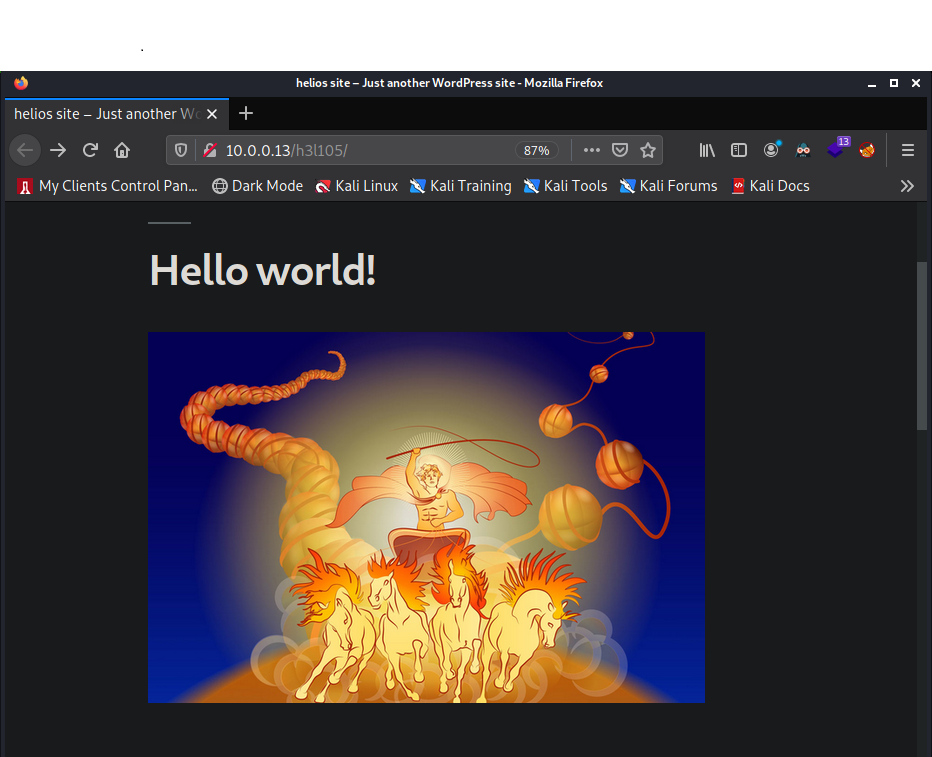 helios site – Just another WordPress site - Mozilla Firefox
helios site – Just another Wo
10.0.0.13/h3l105/ 87% 13
My Clients Control Pan... Dark Mode Kali Linux Kali Training Kali Tools Kali Forums Kali Docs
Hello world!